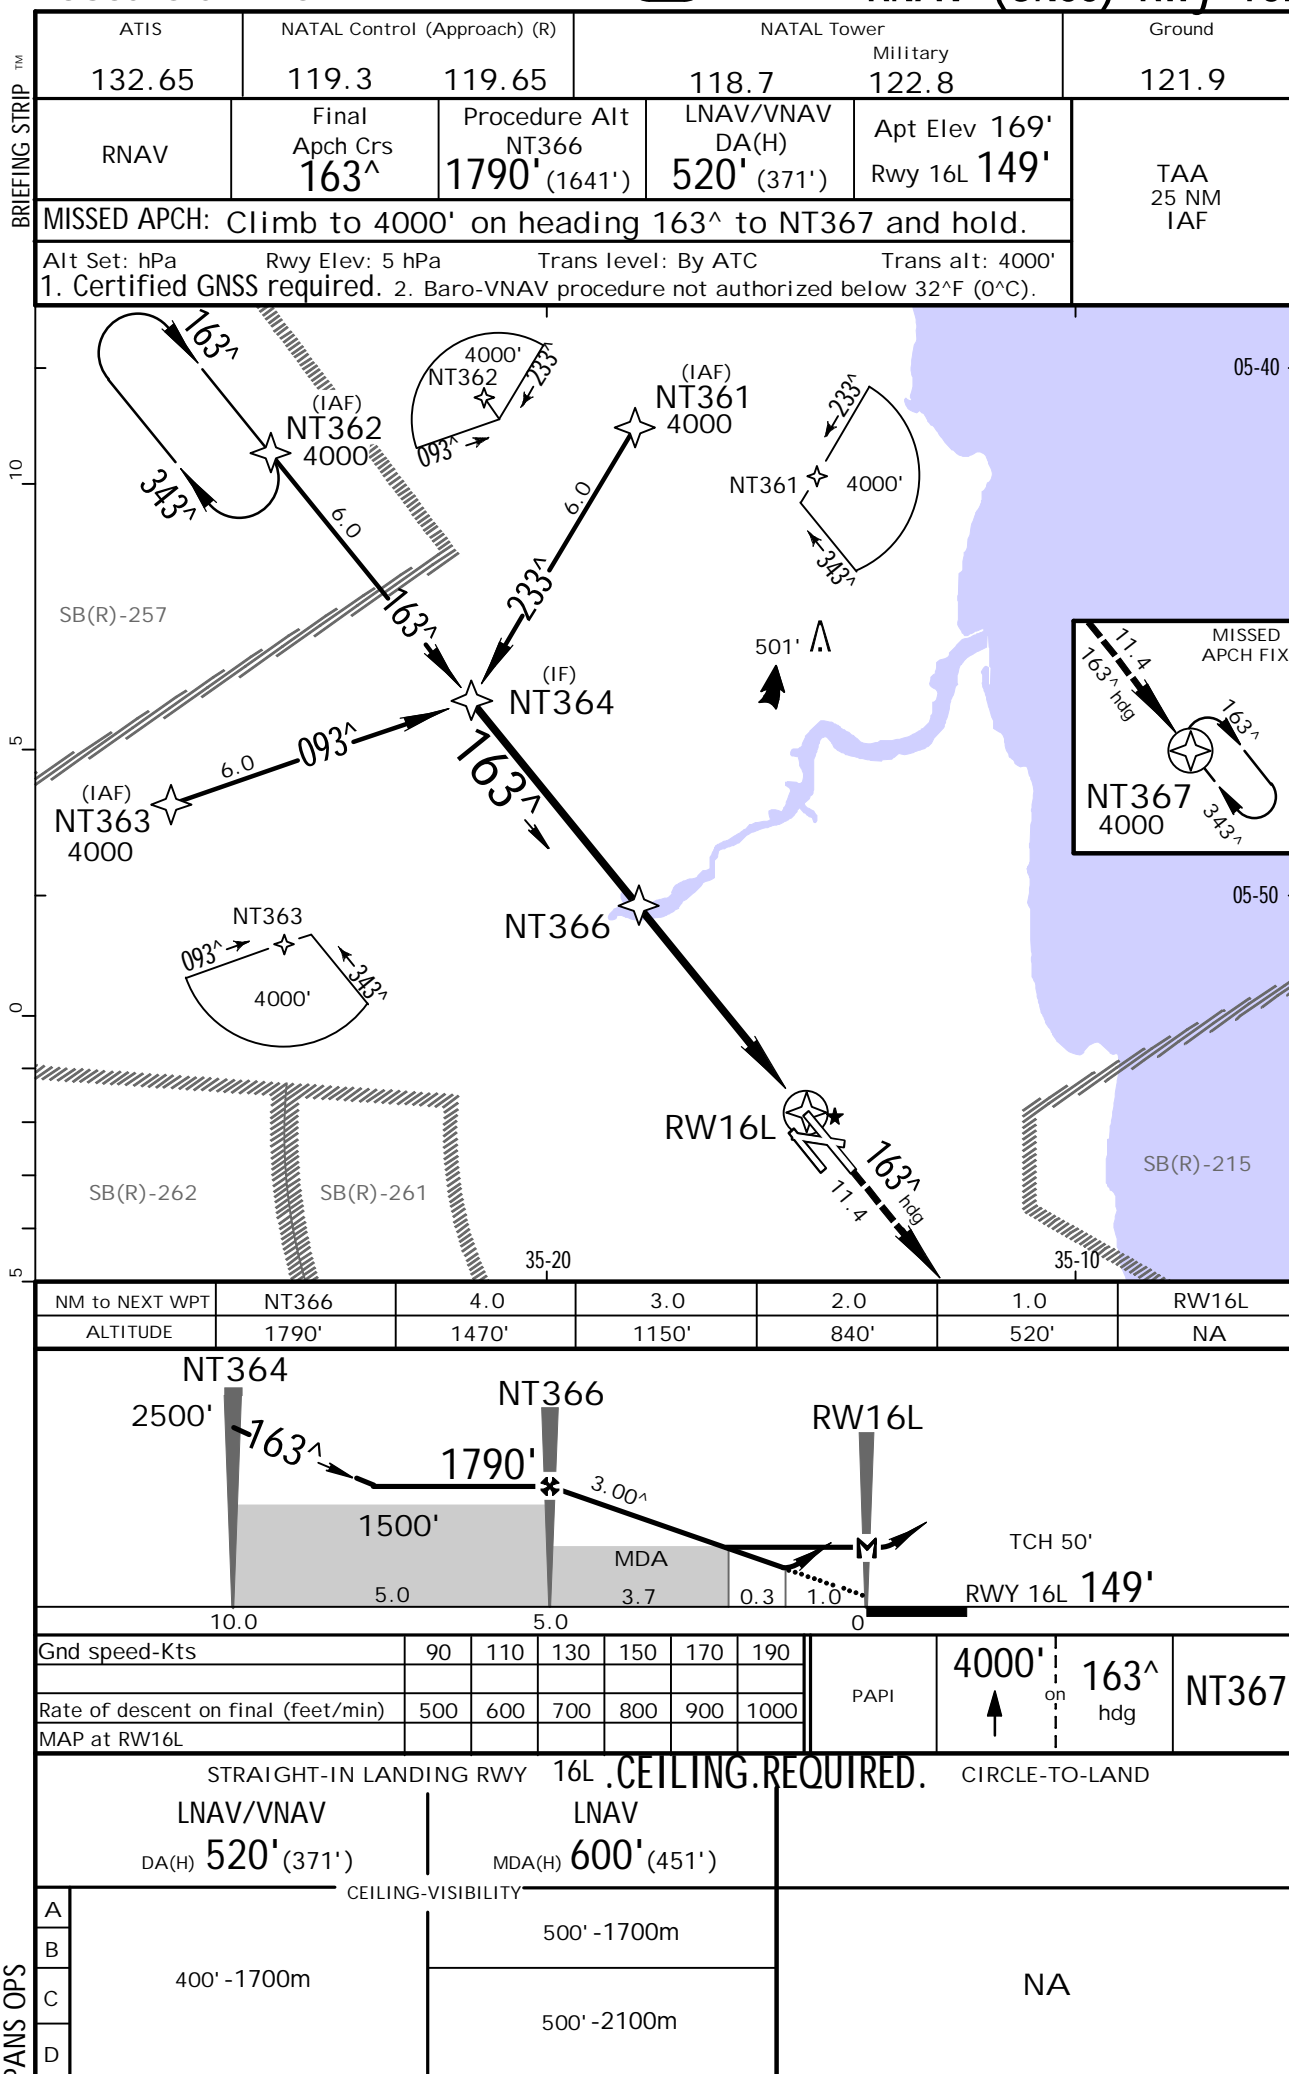 BRIEFING STRIP ™
ATIS
132.65
NATAL Control (Approach) (R)
119.3 119.65
NATAL Tower
Military
118.7 122.8
Ground
121.9
RNAV
Final
Apch Crs
163^
Procedure Alt
NT366
1790' (1641')
LNAV/VNAV
DA(H)
520' (371')
Apt Elev 169'
Rwy 16L 149'
TAA
25 NM
IAF
MISSED APCH: Climb to 4000' on heading 163^ to NT367 and hold.
Alt Set: hPa Rwy Elev: 5 hPa Trans level: By ATC Trans alt: 4000'
1. Certified GNSS required. 2. Baro-VNAV procedure not authorized below 32^F (0^C).
163^
343^
(IAF)
NT362
4000
6.0
163^
4000'
NT362
233^
093^
(IAF)
NT361
4000
6.0
233^
233^
NT361
4000'
343^
05-40
10
SB(R)-257
501'
(IF)
NT364
163^
5
6.0
093^
(IAF)
NT363
4000
MISSED
APCH FIX
11.4
163^ hdg
163^
NT367
4000
343^
05-50
NT366
NT363
093^
4000'
343^
0
RW16L
163^ hdg
11.4
SB(R)-262
SB(R)-261
SB(R)-215
5
35-20
35-10
NM to NEXT WPT NT366 4.0 3.0 2.0 1.0 RW16L
ALTITUDE 1790' 1470' 1150' 840' 520' NA
NT364
2500'
163^
NT366
1790'
3.00^
RW16L
1500'
MDA
M
TCH 50'
5.0 3.7 0.3 1.0
RWY 16L 149'
10.0 5.0 0
Gnd speed-Kts 90 110 130 150 170 190
Rate of descent on final (feet/min) 500 600 700 800 900 1000
MAP at RW16L
PAPI
4000'
on
163^
hdg
NT367
STRAIGHT-IN LANDING RWY 16L .CEILING.REQUIRED. CIRCLE-TO-LAND
LNAV/VNAV
DA(H) 520' (371')
LNAV
MDA(H) 600' (451')
CEILING-VISIBILITY
A
B
C
D
400'-1700m
500'-1700m
500'-2100m
NA
PANS OPS